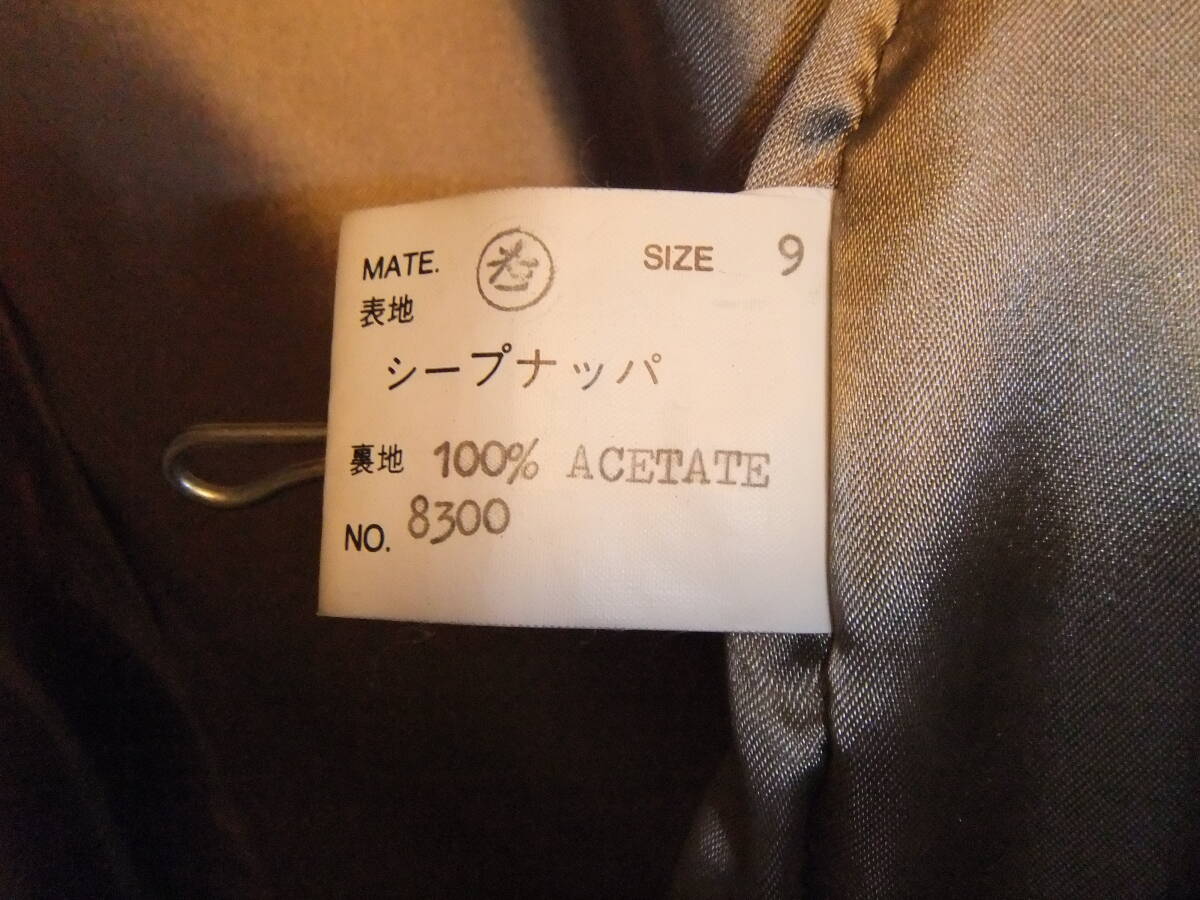 MATE. SIZE 9
表地
シープナッパ
裏地 100% ACETATE
NO. 8300